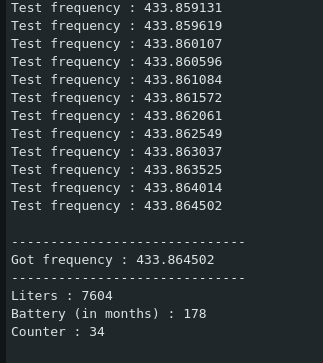 Test frequency : 433.859131
Test frequency : 433.859619
Test frequency : 433.860107
Test frequency : 433.860596
Test frequency : 433.861084
Test frequency : 433.861572
Test frequency : 433.862061
Test frequency : 433.862549
Test frequency : 433.863037
Test frequency : 433.863525
Test frequency : 433.864014
Test frequency : 433.864502
------------------------------
Got frequency : 433.864502
------------------------------
Liters : 7604
Battery (in months) : 178
Counter : 34